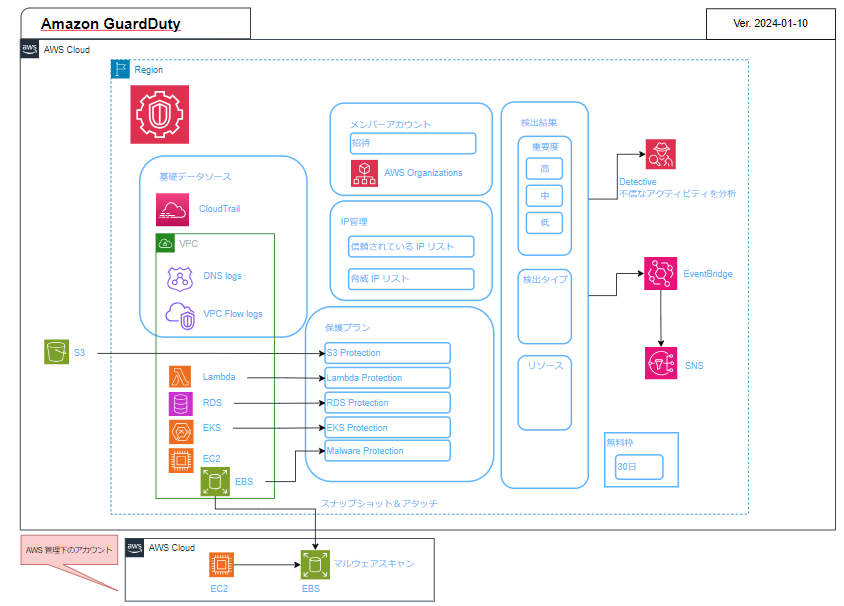 Amazon GuardDuty
Ver. 2024-01-10
aws
AWS Cloud
Region
基礎データソース
CloudTrail
VPC
DNS logs
VPC Flow logs
S3
Lambda
RDS
EKS
EC2
EBS
メンバーアカウント
招待
AWS Organizations
IP管理
信頼されている IP リスト
脅威 IP リスト
保護プラン
S3 Protection
Lambda Protection
RDS Protection
EKS Protection
Malware Protection
検出結果
重要度
高
中
低
検出タイプ
リソース
Detective
不信なアクティビティを分析
EventBridge
SNS
無料枠
30日
スナップショット＆アタッチ
AWS 管理下のアカウント
aws
AWS Cloud
EC2
EBS
マルウェアスキャン